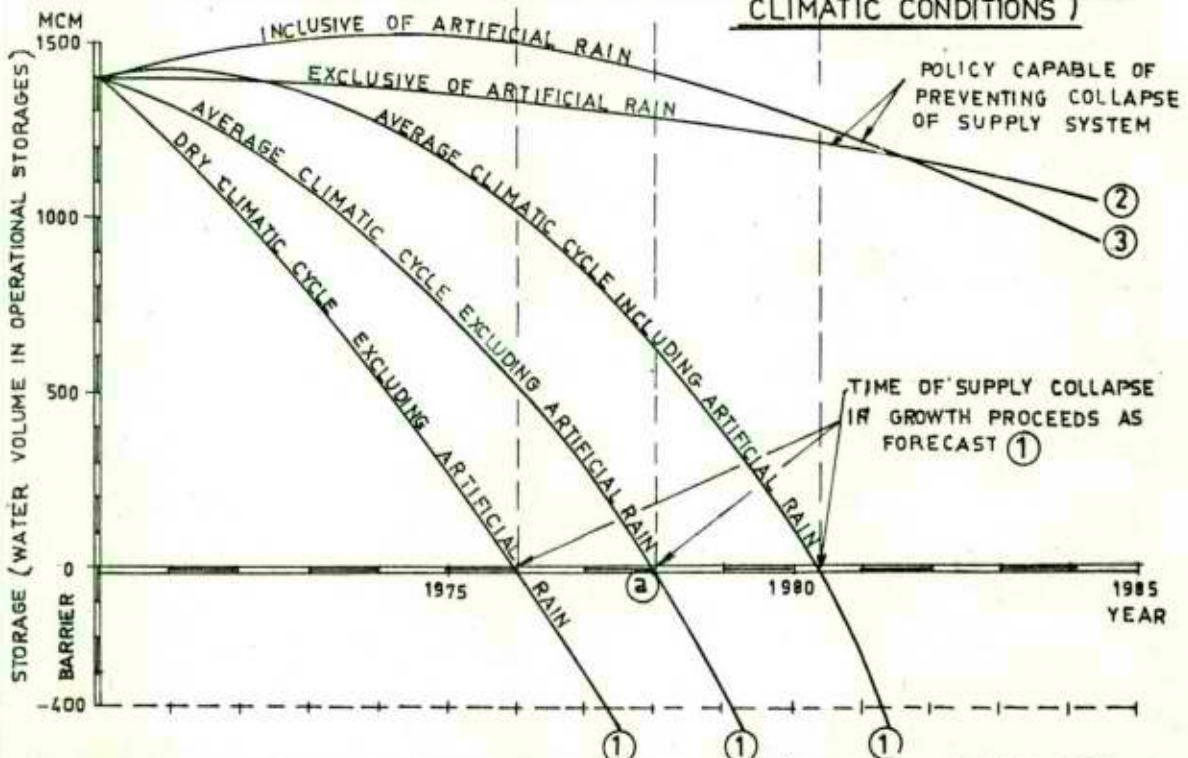 CLIMATIC CONDITIONS)
MCM
1500
1000
500
0
-400
STORAGE (WATER VOLUME IN OPERATIONAL STORAGES)
BARRIER
INCLUSIVE OF ARTIFICIAL RAIN
EXCLUSIVE OF ARTIFICIAL RAIN
AVERAGE CLIMATIC CYCLE INCLUDING ARTIFICIAL RAIN
AVERAGE CLIMATIC CYCLE EXCLUDING ARTIFICIAL RAIN
DRY CLIMATIC CYCLE EXCLUDING ARTIFICIAL RAIN
POLICY CAPABLE OF
PREVENTING COLLAPSE
OF SUPPLY SYSTEM
2
3
TIME OF SUPPLY COLLAPSE
IF GROWTH PROCEEDS AS
FORECAST 1
1975
a
1980
1985
YEAR
1
1
1